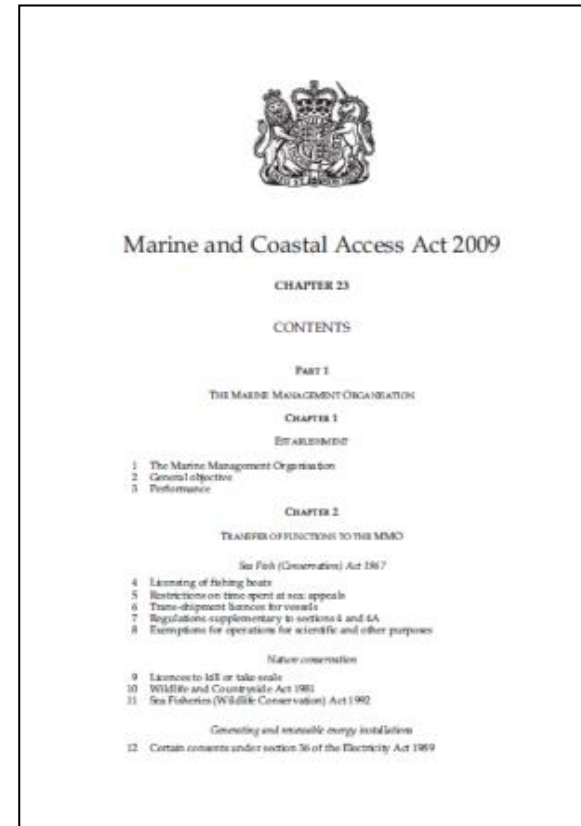 Marine and Coastal Access Act 2009
CHAPTER 23
CONTENTS
PART 1
THE MARINE MANAGEMENT ORGANISATION
CHAPTER 1
ESTABLISHMENT
1 The Marine Management Organisation
2 General objective
3 Performance
CHAPTER 2
TRANSFER OF FUNCTIONS TO THE MMO
Sea Fish (Conservation) Act 1967
4 Licensing of fishing boats
5 Restrictions on time spent at sea: appeals
6 Trans-shipment licences for vessels
7 Regulations supplementary to sections 4 and 4A
8 Exemptions for operations for scientific and other purposes
Nature conservation
9 Licences to kill or take seals
10 Wildlife and Countryside Act 1981
11 Sea Fisheries (Wildlife Conservation) Act 1992
Generating and renewable energy installations
12 Certain consents under section 36 of the Electricity Act 1989